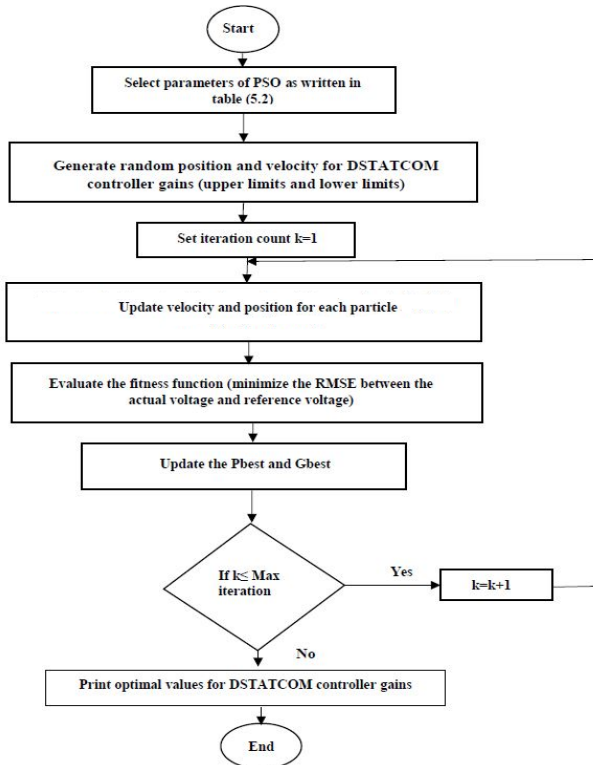 Start
Select parameters of PSO as written in
table (5.2)
Generate random position and velocity for DSTATCOM
controller gains (upper limits and lower limits)
Set iteration count k=1
Update velocity and position for each particle
Evaluate the fitness function (minimize the RMSE between the
actual voltage and reference voltage)
Update the Pbest and Gbest
If k≤ Max
iteration
Yes
k=k+1
No
Print optimal values for DSTATCOM controller gains
End